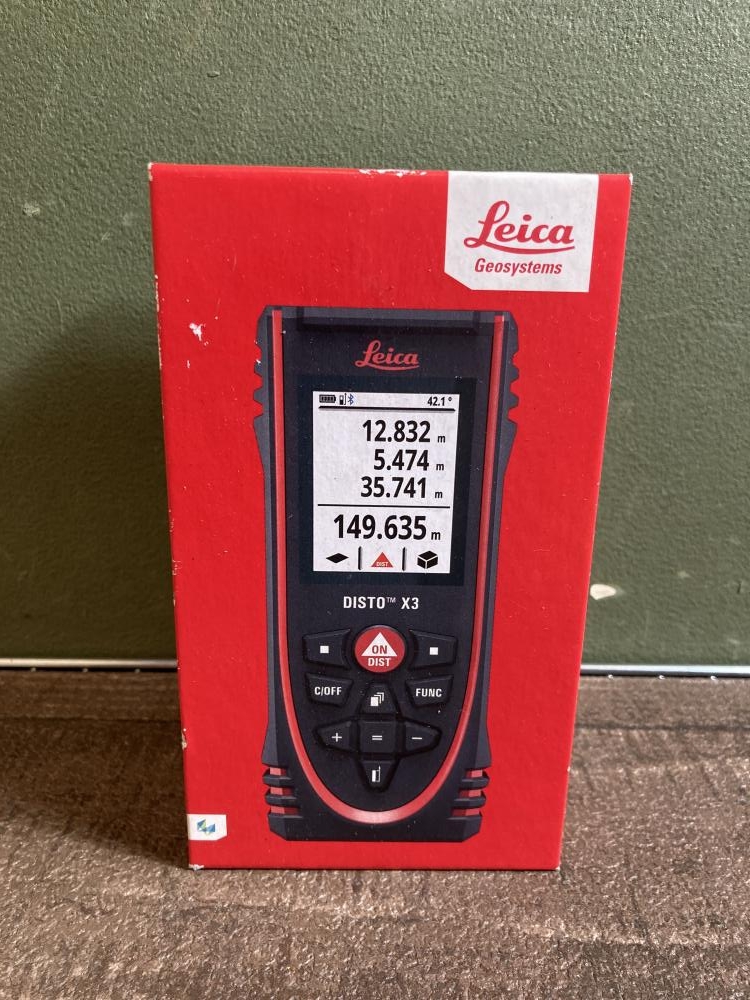 Leica
Geosystems
Leica
42.1°
12.832 m
5.474 m
35.741 m
149.635 m
DIST
DISTO™ X3
ON
DIST
C/OFF
FUNC
+ = −